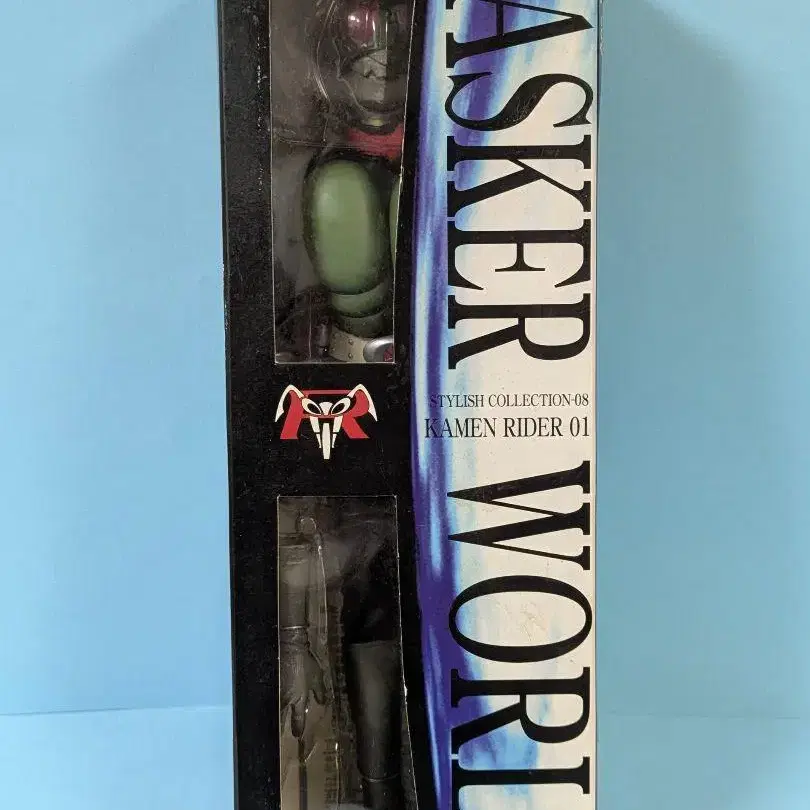 ASKER WORL
STYLISH COLLECTION-08
KAMEN RIDER 01